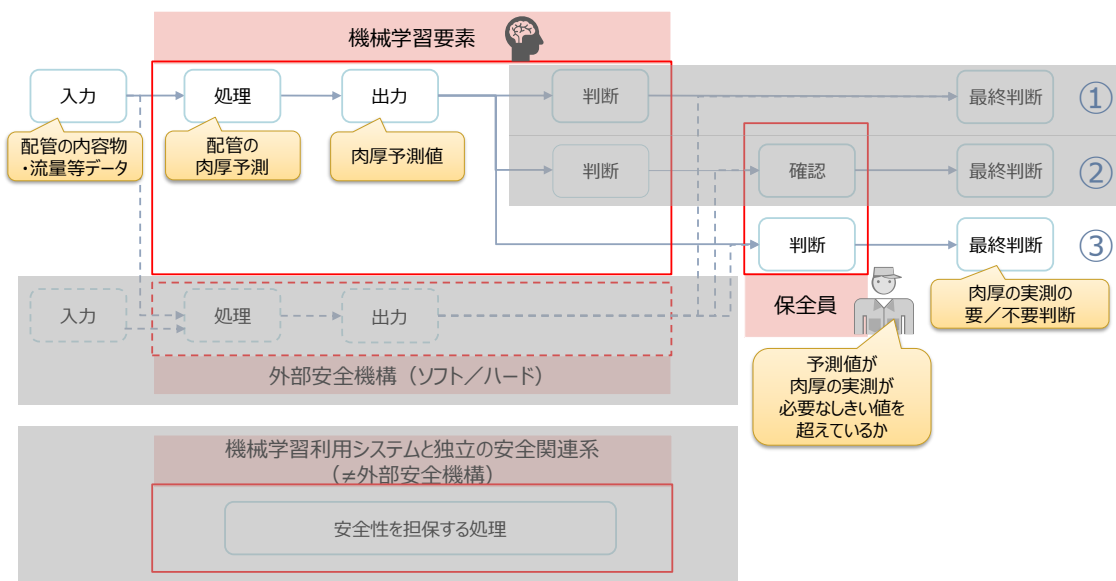 機械学習要素
入力
処理
出力
判断
最終判断
①
配管の内容物
・流量等データ
配管の
肉厚予測
肉厚予測値
判断
確認
最終判断
②
判断
最終判断
③
保全員
肉厚の実測の
要／不要判断
予測値が
肉厚の実測が
必要なしきい値を
超えているか
入力
処理
出力
外部安全機構（ソフト／ハード）
機械学習利用システムと独立の安全関連系
（≠外部安全機構）
安全性を担保する処理